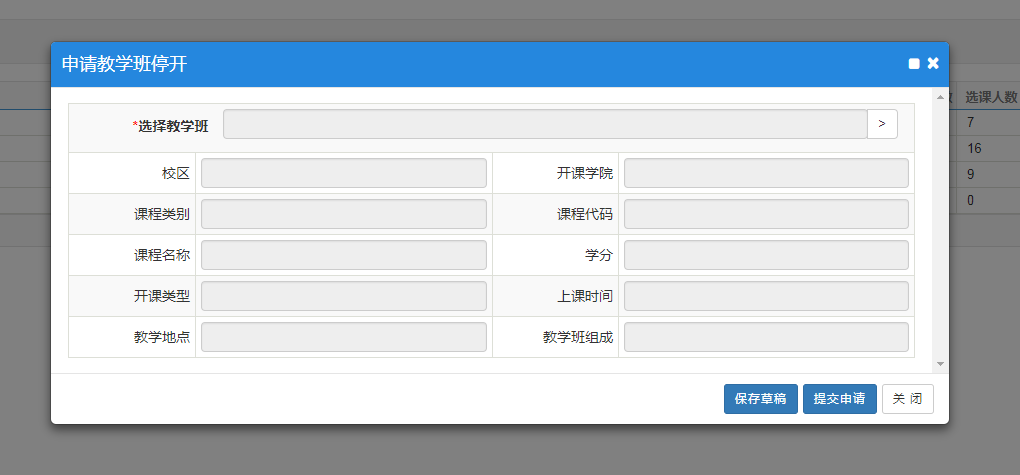 申请教学班停开
选课人数
*选择教学班 >
7
16
校区 开课学院
9
0
课程类别 课程代码
课程名称 学分
开课类型 上课时间
教学地点 教学班组成
保存草稿 提交申请 关 闭